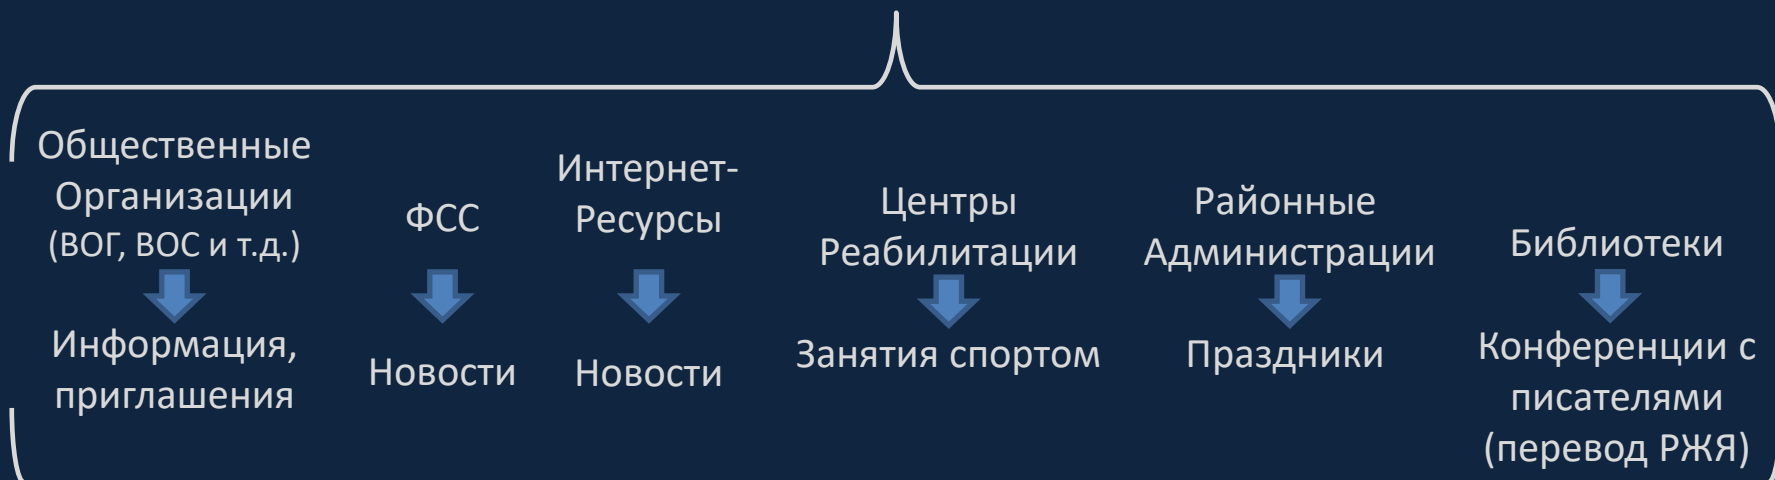 Общественные
Организации
(ВОГ, ВОС и т.д.)
Информация,
приглашения
ФСС
Новости
Интернет-
Ресурсы
Новости
Центры
Реабилитации
Занятия спортом
Районные
Администрации
Праздники
Библиотеки
Конференции с
писателями
(перевод РЖЯ)